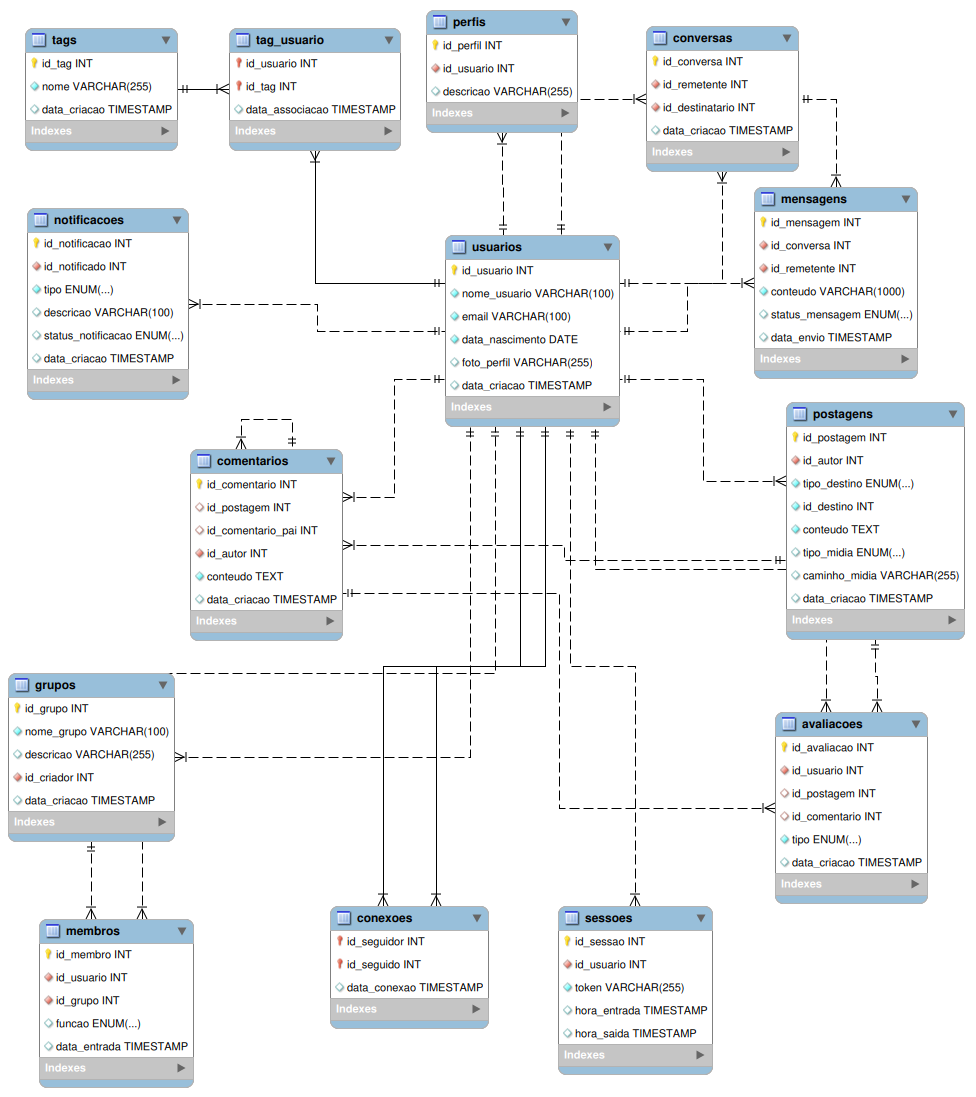 tags
id_tag INT
nome VARCHAR(255)
data_criacao TIMESTAMP
Indexes
tag_usuario
id_usuario INT
id_tag INT
data_associacao TIMESTAMP
Indexes
perfis
id_perfil INT
id_usuario INT
descricao VARCHAR(255)
Indexes
conversas
id_conversa INT
id_remetente INT
id_destinatario INT
data_criacao TIMESTAMP
Indexes
notificacoes
id_notificacao INT
id_notificado INT
tipo ENUM(...)
descricao VARCHAR(100)
status_notificacao ENUM(...)
data_criacao TIMESTAMP
Indexes
usuarios
id_usuario INT
nome_usuario VARCHAR(100)
email VARCHAR(100)
data_nascimento DATE
foto_perfil VARCHAR(255)
data_criacao TIMESTAMP
Indexes
mensagens
id_mensagem INT
id_conversa INT
id_remetente INT
conteudo VARCHAR(1000)
status_mensagem ENUM(...)
data_envio TIMESTAMP
Indexes
comentarios
id_comentario INT
id_postagem INT
id_comentario_pai INT
id_autor INT
conteudo TEXT
data_criacao TIMESTAMP
Indexes
postagens
id_postagem INT
id_autor INT
tipo_destino ENUM(...)
id_destino INT
conteudo TEXT
tipo_midia ENUM(...)
caminho_midia VARCHAR(255)
data_criacao TIMESTAMP
Indexes
grupos
id_grupo INT
nome_grupo VARCHAR(100)
descricao VARCHAR(255)
id_criador INT
data_criacao TIMESTAMP
Indexes
avaliacoes
id_avaliacao INT
id_usuario INT
id_postagem INT
id_comentario INT
tipo ENUM(...)
data_criacao TIMESTAMP
Indexes
membros
id_membro INT
id_usuario INT
id_grupo INT
funcao ENUM(...)
data_entrada TIMESTAMP
Indexes
conexoes
id_seguidor INT
id_seguido INT
data_conexao TIMESTAMP
Indexes
sessoes
id_sessao INT
id_usuario INT
token VARCHAR(255)
hora_entrada TIMESTAMP
hora_saida TIMESTAMP
Indexes